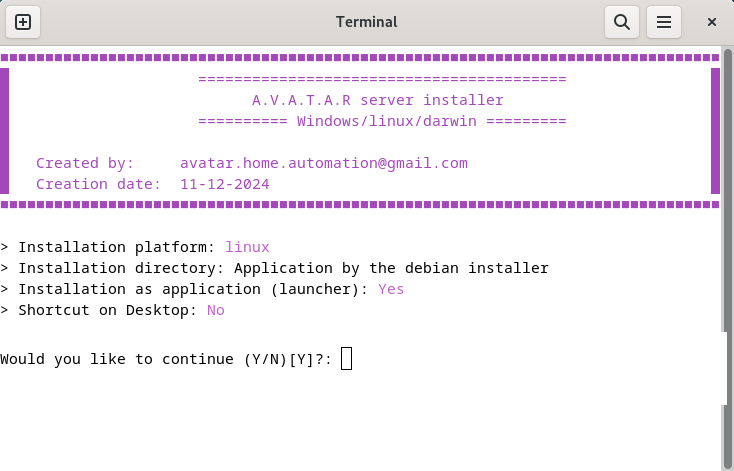 Terminal
=========================================
A.V.A.T.A.R server installer
========== Windows/linux/darwin =========
Created by: avatar.home.automation@gmail.com
Creation date: 11-12-2024
> Installation platform: linux
> Installation directory: Application by the debian installer
> Installation as application (launcher): Yes
> Shortcut on Desktop: No
Would you like to continue (Y/N)[Y]?: